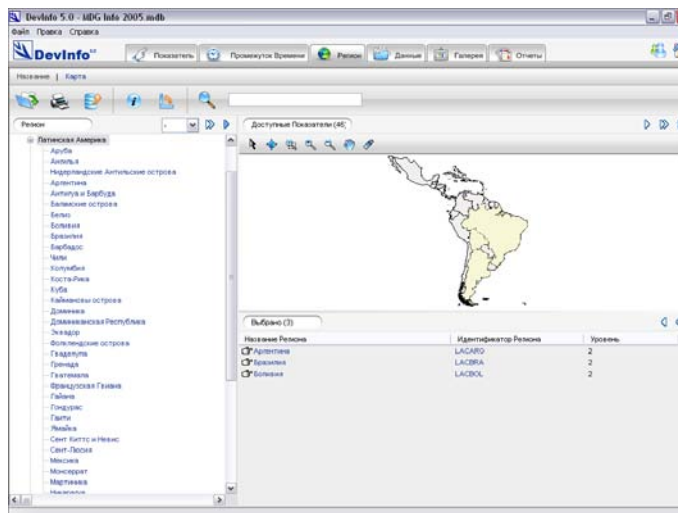 DevInfo 5.0 - MDG Info 2005.mdb
Файл Правка Справка
DevInfo
Показатель
Промежуток Времени
Регион
Данные
Галерея
Отчеты
Название | Карта
Регион
Доступные Показатели (46)
Латинская Америка
Аруба
Ангилья
Нидерландские Антильские острова
Аргентина
Антигуа и Барбуда
Багамские острова
Белиз
Боливия
Бразилия
Барбадос
Чили
Колумбия
Коста-Рика
Куба
Каймановы острова
Доминика
Доминиканская Республика
Эквадор
Фолклендские острова
Гваделупа
Гренада
Гватемала
Французская Гвиана
Гайана
Гондурас
Гаити
Ямайка
Сент Киттс и Невис
Сент-Люсия
Мексика
Монсеррат
Мартиника
Никарагуа
Выбрано (3)
Название Региона Идентификатор Региона Уровень
Аргентина LACARG 2
Бразилия LACBRA 2
Боливия LACBOL 2